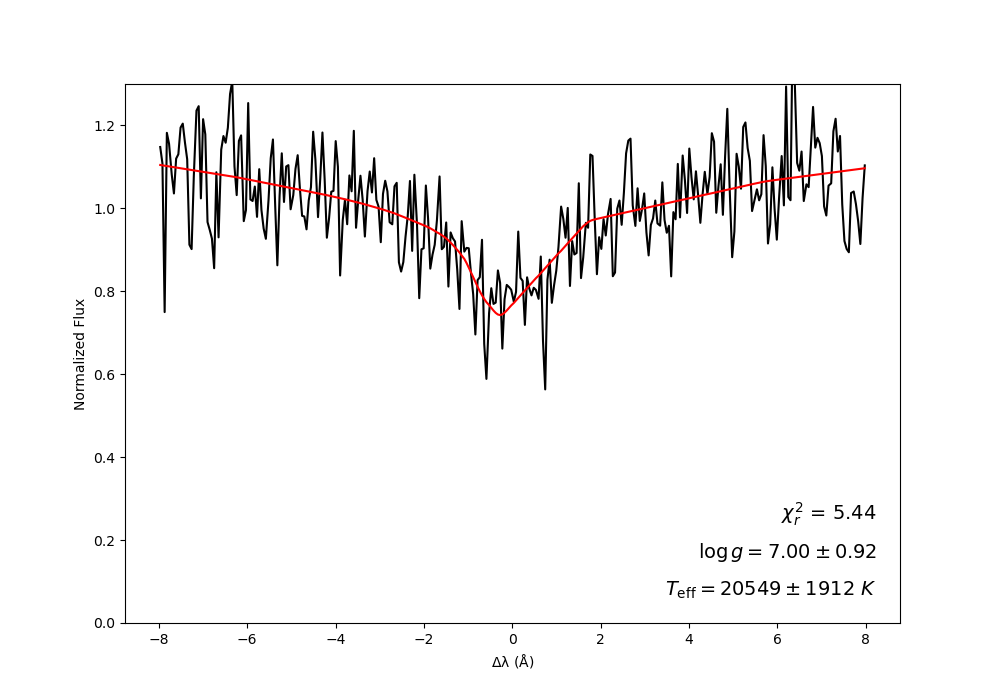 Normalized Flux
1.2
1.0
0.8
0.6
0.4
0.2
0.0
χ²ᵣ = 5.44
log g = 7.00 ± 0.92
T_eff = 20549 ± 1912 K
−8 −6 −4 −2 0 2 4 6 8
Δλ (Å)